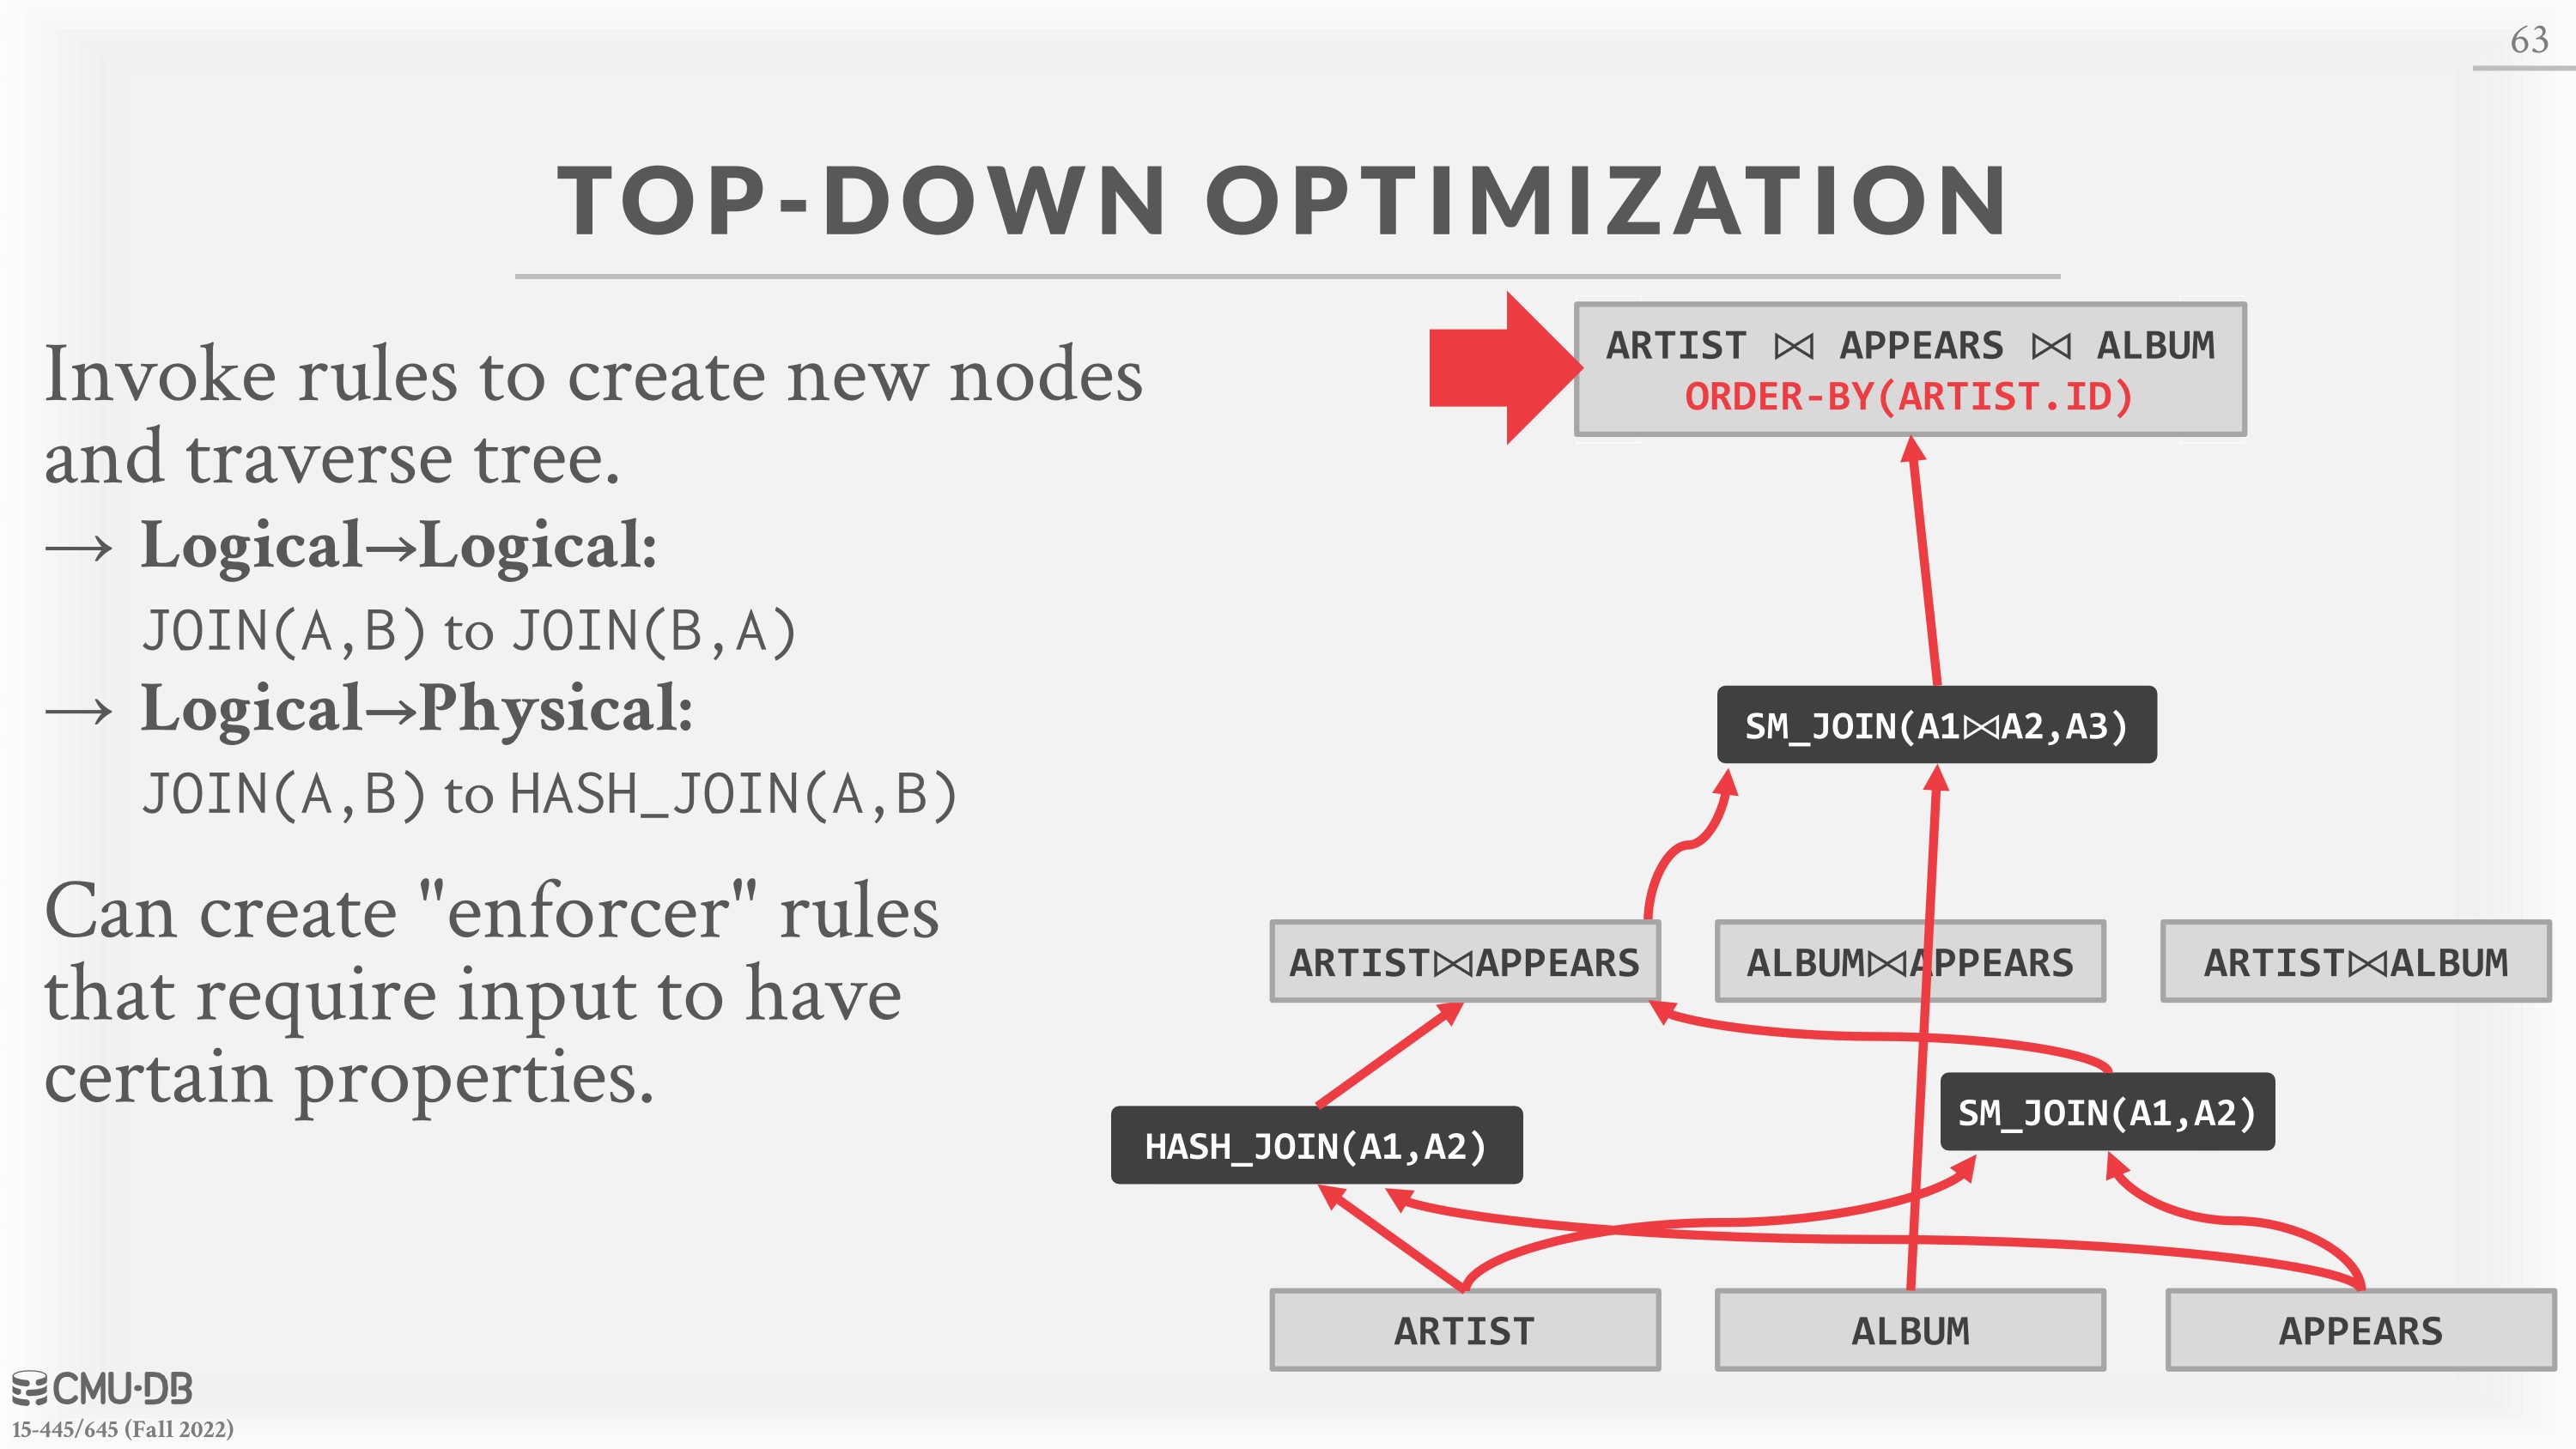 63
TOP-DOWN OPTIMIZATION
Invoke rules to create new nodes
and traverse tree.
→ Logical→Logical:
JOIN(A,B) to JOIN(B,A)
→ Logical→Physical:
JOIN(A,B) to HASH_JOIN(A,B)
Can create "enforcer" rules
that require input to have
certain properties.
ARTIST ⨝ APPEARS ⨝ ALBUM
ORDER-BY(ARTIST.ID)
SM_JOIN(A1⨝A2,A3)
ARTIST⨝APPEARS
ALBUM⨝APPEARS
ARTIST⨝ALBUM
HASH_JOIN(A1,A2)
SM_JOIN(A1,A2)
ARTIST
ALBUM
APPEARS
CMU·DB
15-445/645 (Fall 2022)